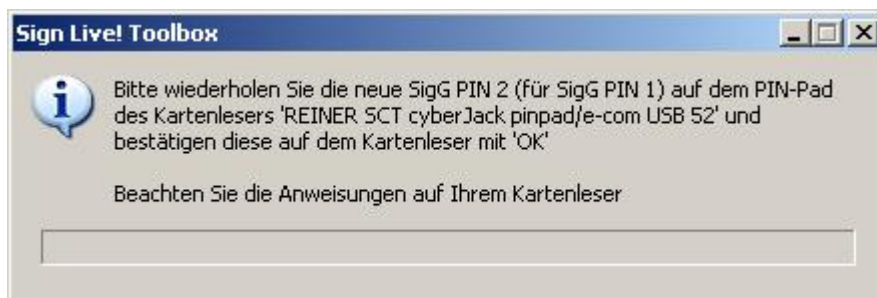 Sign Live! Toolbox
Bitte wiederholen Sie die neue SigG PIN 2 (für SigG PIN 1) auf dem PIN-Pad
des Kartenlesers 'REINER SCT cyberJack pinpad/e-com USB 52' und
bestätigen diese auf dem Kartenleser mit 'OK'
Beachten Sie die Anweisungen auf Ihrem Kartenleser